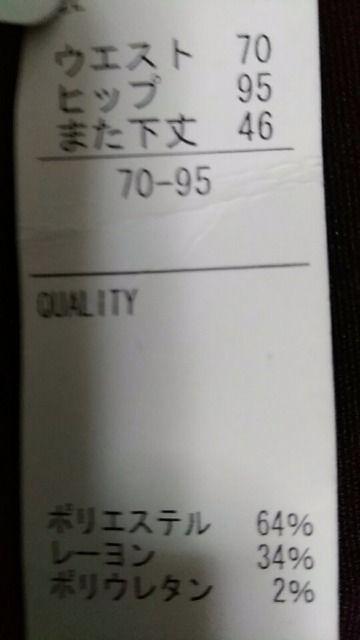 ウエスト 70
ヒップ 95
また下丈 46
70-95
QUALITY
ポリエステル 64%
レーヨン 34%
ポリウレタン 2%